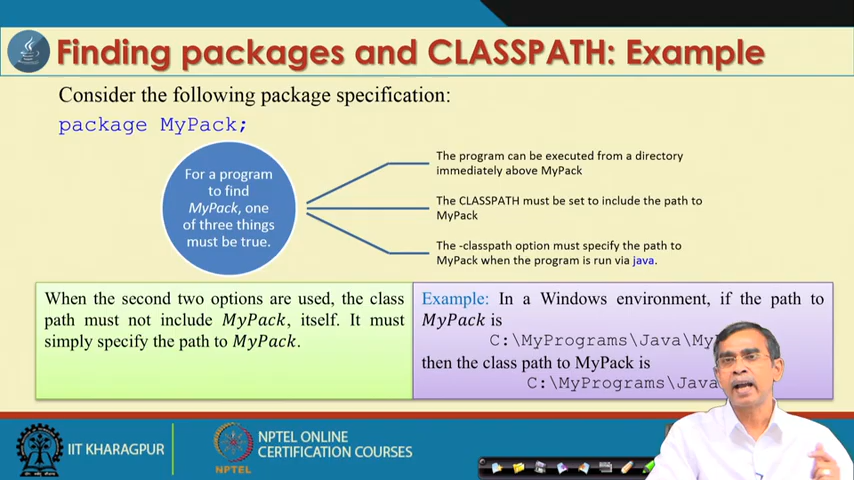 Finding packages and CLASSPATH: Example
Consider the following package specification:
package MyPack;
For a program
to find
MyPack, one
of three things
must be true.
The program can be executed from a directory
immediately above MyPack
The CLASSPATH must be set to include the path to
MyPack
The -classpath option must specify the path to
MyPack when the program is run via java.
When the second two options are used, the class
path must not include MyPack, itself. It must
simply specify the path to MyPack.
Example: In a Windows environment, if the path to
MyPack is
C:\MyPrograms\Java\My
then the class path to MyPack is
C:\MyPrograms\Java
IIT KHARAGPUR
NPTEL
NPTEL ONLINE
CERTIFICATION COURSES